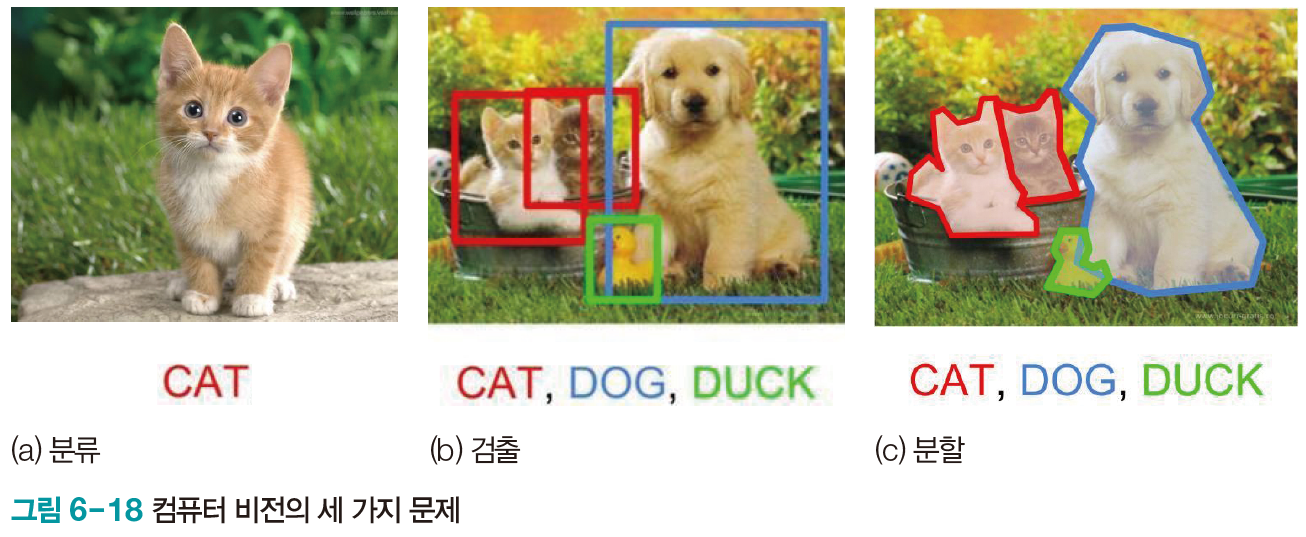 CAT
CAT, DOG, DUCK
CAT, DOG, DUCK
(a) 분류
(b) 검출
(c) 분할
그림 6-18 컴퓨터 비전의 세 가지 문제